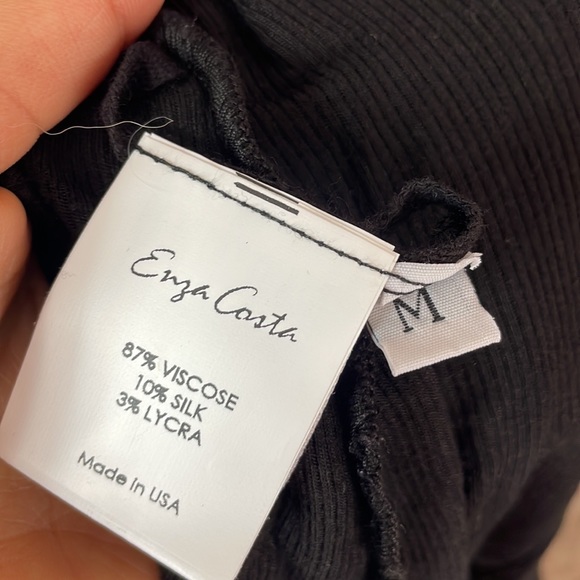 Enza Costa
87% VISCOSE
10% SILK
3% LYCRA
Made in USA
M